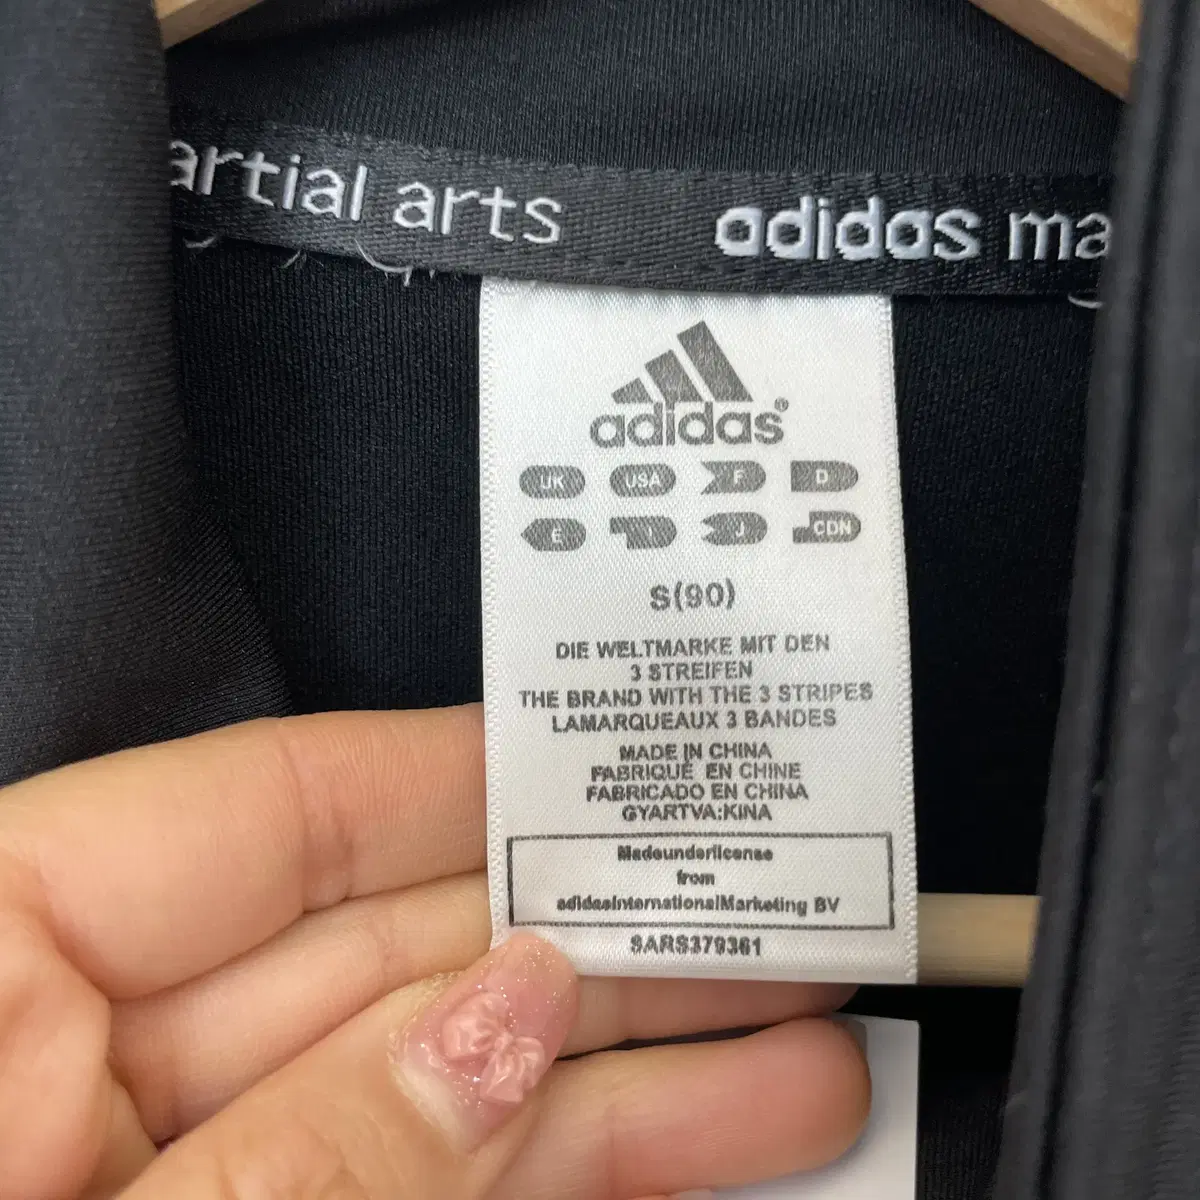 artial arts adidas ma
adidas®
UK USA F D
E I J CDN
S(90)
DIE WELTMARKE MIT DEN
3 STREIFEN
THE BRAND WITH THE 3 STRIPES
LAMARQUEAUX 3 BANDES
MADE IN CHINA
FABRIQUE EN CHINE
FABRICADO EN CHINA
GYARTVA:KINA
Madeunderlicense
from
adidasInternationalMarketing BV
SARS379361